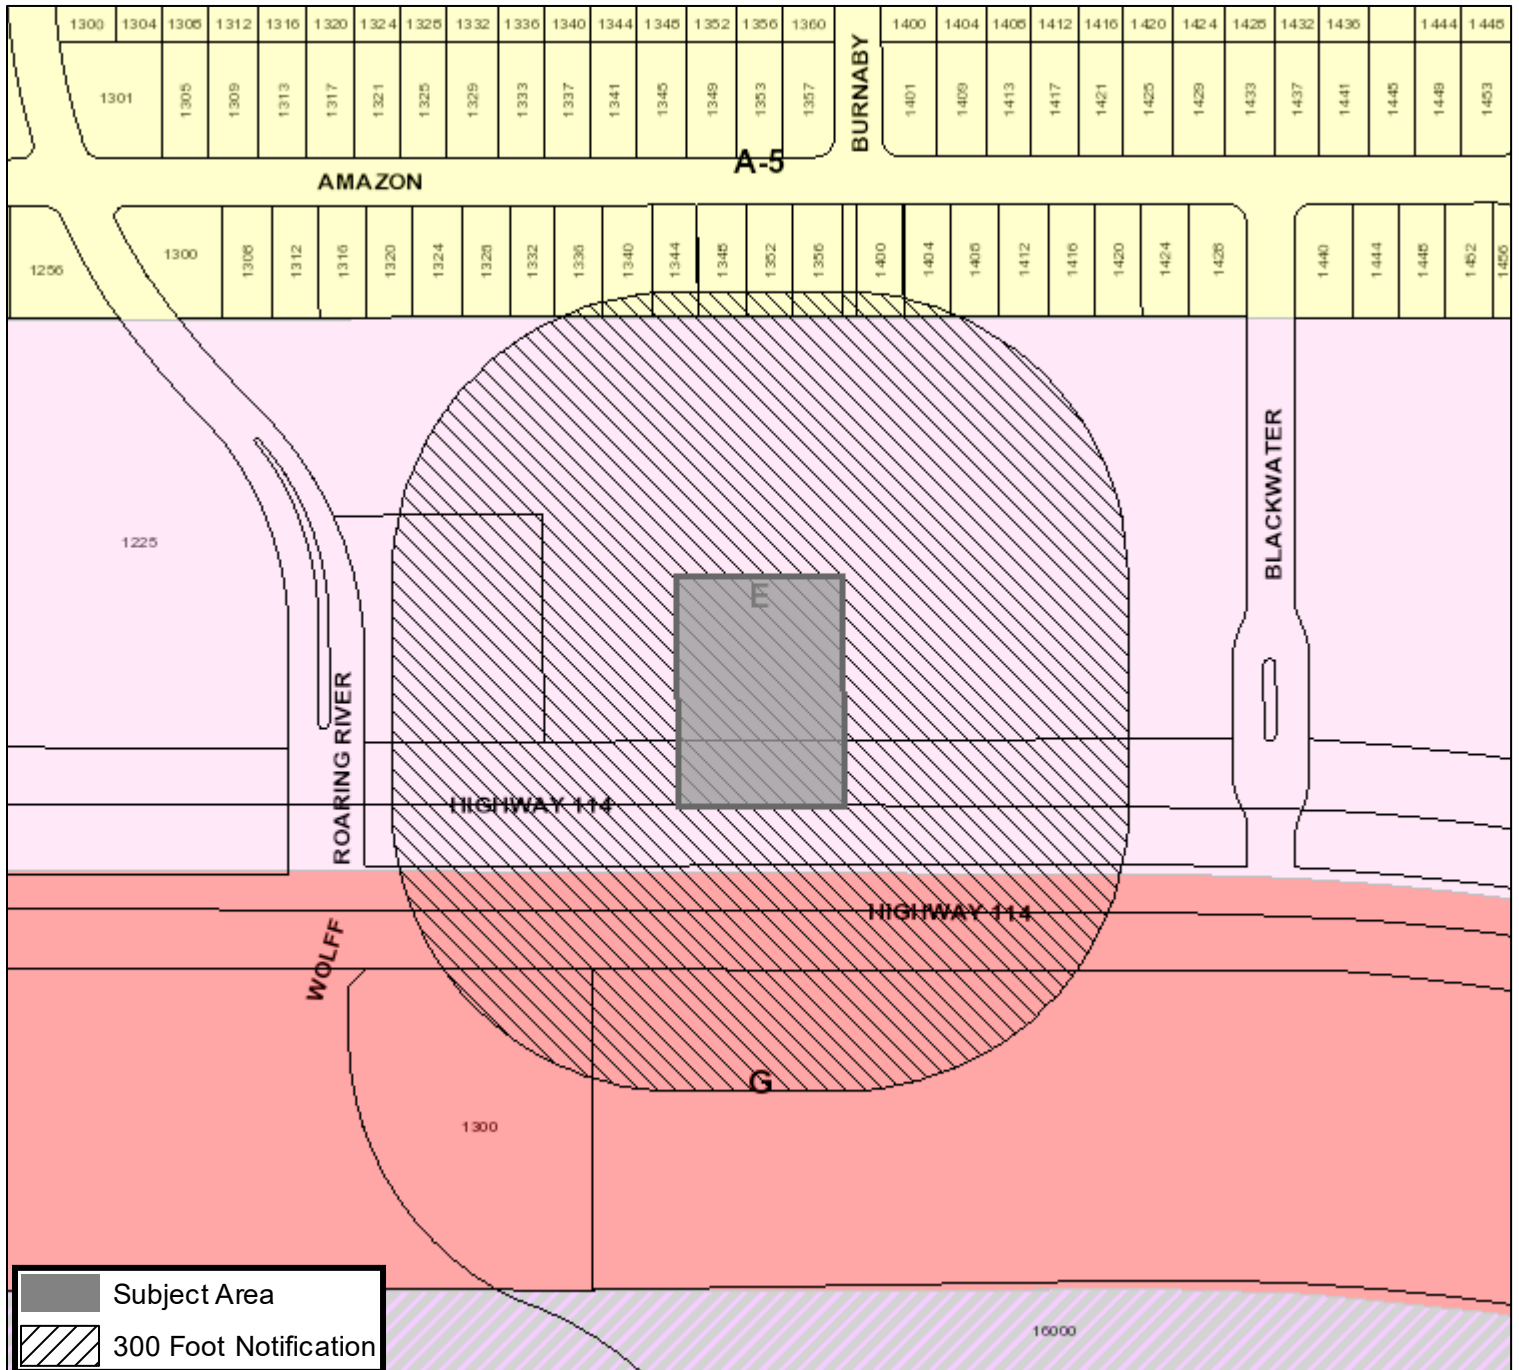 1300 1304 1308 1312 1316 1320 1324 1328 1332 1336 1340 1344 1348 1352 1356 1360 1400 1404 1408 1412 1416 1420 1424 1428 1432 1436 1444 1448
1301 1305 1309 1313 1317 1321 1325 1329 1333 1337 1341 1345 1349 1353 1357 BURNABY 1401 1409 1413 1417 1421 1425 1429 1433 1437 1441 1445 1449 1453
A-5
AMAZON
1256 1300 1308 1312 1316 1320 1324 1328 1332 1336 1340 1344 1348 1352 1356 1400 1404 1408 1412 1416 1420 1424 1428 1440 1444 1448 1452 1456
BLACKWATER
1225
E
ROARING RIVER
HIGHWAY 114
HIGHWAY 114
WOLFF
G
1300
Subject Area
300 Foot Notification
16000